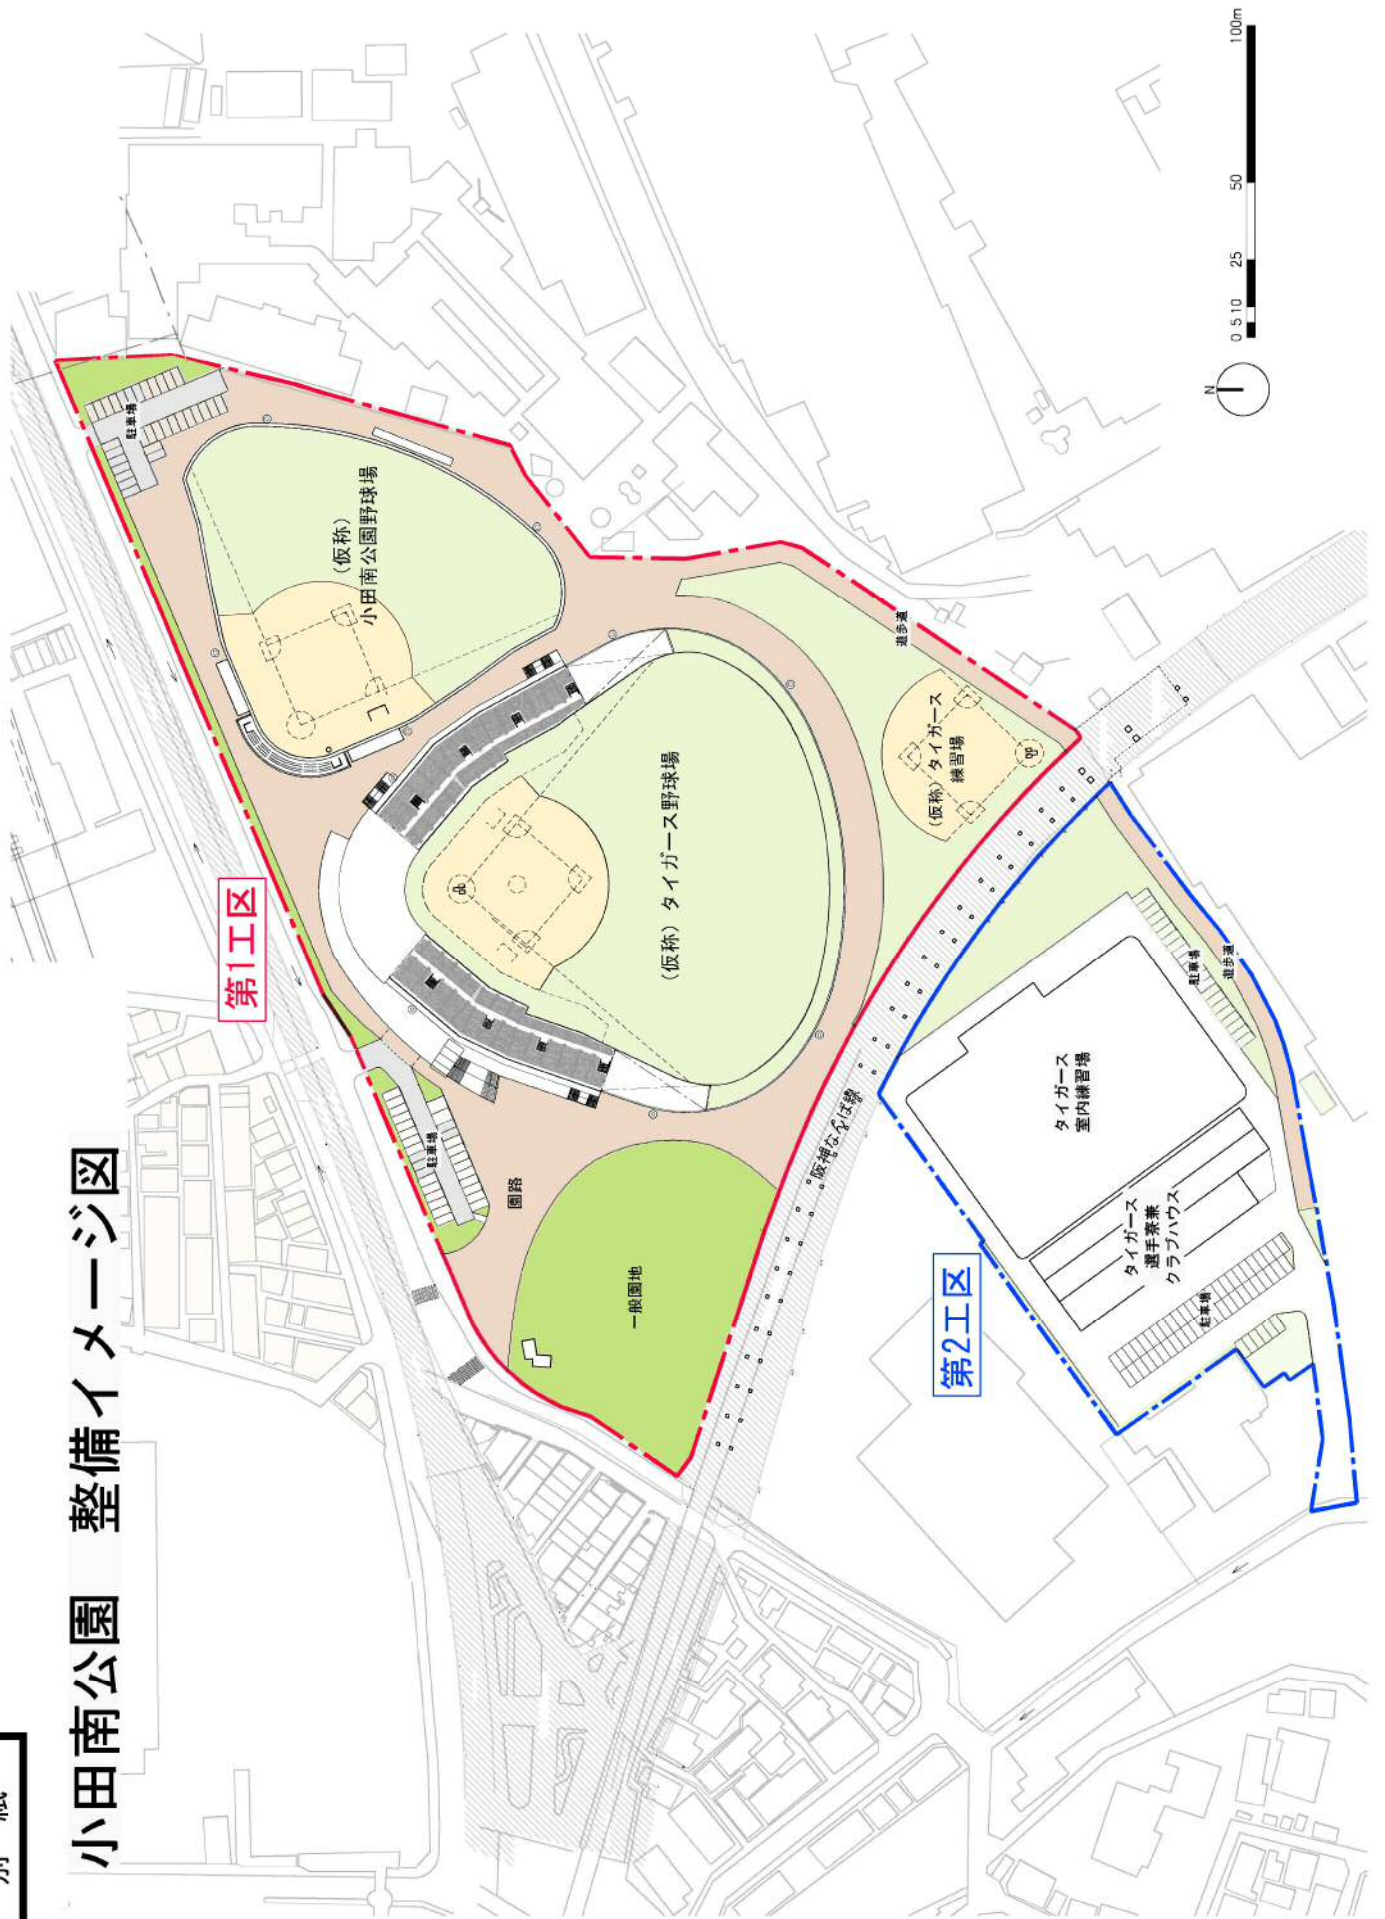 別　紙
小田南公園　整備イメージ図
第1工区
駐車場
(仮称)
小田南公園野球場
(仮称) タイガース野球場
(仮称) タイガース
練習場
遊歩道
駐車場
園路
一般園地
阪神なんば線
第2工区
タイガース
室内練習場
駐車場
遊歩道
タイガース
選手寮兼
クラブハウス
駐車場
N
0 5 10 25 50 100m